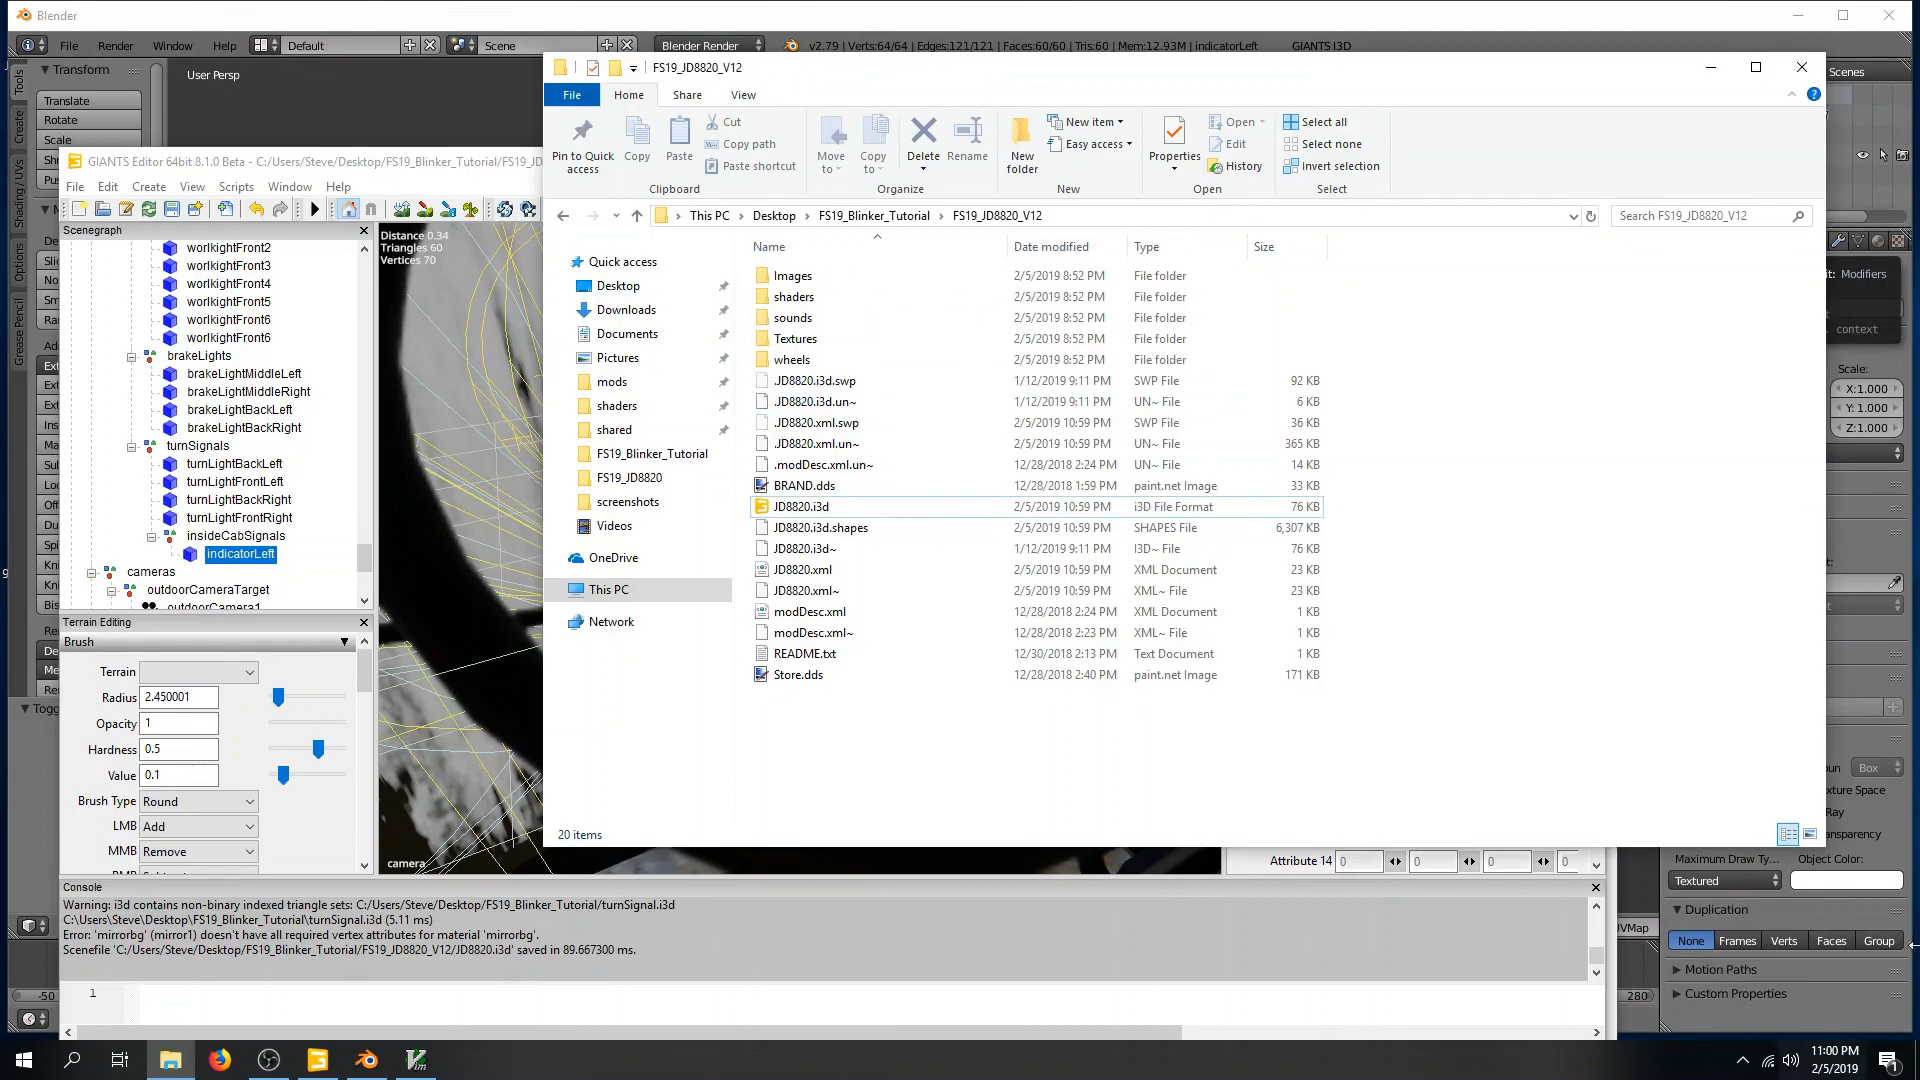 Blender
File Render Window Help Default Scene Blender Render v2.79 | Verts:64/64 | Edges:121/121 | Faces:60/60 | Tris:60 | Mem:12.93M | indicatorLeft GIANTS I3D
Transform
User Persp
Translate
Rotate
Scale
Tools
Create
Shading / UVs
Options
Grease Pencil
GIANTS Editor 64bit 8.1.0 Beta - C:/Users/Steve/Desktop/FS19_Blinker_Tutorial/FS19_JD
File Edit Create View Scripts Window Help
Scenegraph
worlkightFront2
worlkightFront3
worlkightFront4
worlkightFront5
worlkightFront6
worlkightFront6
brakeLights
brakeLightMiddleLeft
brakeLightMiddleRight
brakeLightBackLeft
brakeLightBackRight
turnSignals
turnLightBackLeft
turnLightFrontLeft
turnLightBackRight
turnLightFrontRight
insideCabSignals
indicatorLeft
cameras
outdoorCameraTarget
outdoorCamera1
Distance 0.34
Triangles 60
Vertices 70
camera
Terrain Editing
Brush
Terrain
Radius 2.450001
Opacity 1
Hardness 0.5
Value 0.1
Brush Type Round
LMB Add
MMB Remove
Console
Warning: i3d contains non-binary indexed triangle sets: C:/Users/Steve/Desktop/FS19_Blinker_Tutorial/turnSignal.i3d
C:\Users\Steve\Desktop\FS19_Blinker_Tutorial\turnSignal.i3d (5.11 ms)
Error: 'mirrorbg' (mirror1) doesn't have all required vertex attributes for material 'mirrorbg'.
Scenefile 'C:/Users/Steve/Desktop/FS19_Blinker_Tutorial/FS19_JD8820_V12/JD8820.i3d' saved in 89.667300 ms.
1
-50
Attribute 14 0 0 0 0
FS19_JD8820_V12
File Home Share View
Pin to Quick access
Copy
Paste
Cut
Copy path
Paste shortcut
Clipboard
Move to
Copy to
Delete
Rename
Organize
New folder
New item
Easy access
New
Properties
Open
Edit
History
Open
Select all
Select none
Invert selection
Select
This PC Desktop FS19_Blinker_Tutorial FS19_JD8820_V12
Search FS19_JD8820_V12
Quick access
Desktop
Downloads
Documents
Pictures
mods
shaders
shared
FS19_Blinker_Tutorial
FS19_JD8820
screenshots
Videos
OneDrive
This PC
Network
Name Date modified Type Size
Images 2/5/2019 8:52 PM File folder
shaders 2/5/2019 8:52 PM File folder
sounds 2/5/2019 8:52 PM File folder
Textures 2/5/2019 8:52 PM File folder
wheels 2/5/2019 8:52 PM File folder
.JD8820.i3d.swp 1/12/2019 9:11 PM SWP File 92 KB
.JD8820.i3d.un~ 1/12/2019 9:11 PM UN~ File 6 KB
.JD8820.xml.swp 2/5/2019 10:59 PM SWP File 36 KB
.JD8820.xml.un~ 2/5/2019 10:59 PM UN~ File 365 KB
.modDesc.xml.un~ 12/28/2018 2:24 PM UN~ File 14 KB
BRAND.dds 12/28/2018 1:59 PM paint.net Image 33 KB
JD8820.i3d 2/5/2019 10:59 PM i3D File Format 76 KB
JD8820.i3d.shapes 2/5/2019 10:59 PM SHAPES File 6,307 KB
JD8820.i3d~ 1/12/2019 9:11 PM I3D~ File 76 KB
JD8820.xml 2/5/2019 10:59 PM XML Document 23 KB
JD8820.xml~ 2/5/2019 10:59 PM XML~ File 23 KB
modDesc.xml 12/28/2018 2:24 PM XML Document 1 KB
modDesc.xml~ 12/28/2018 2:23 PM XML~ File 1 KB
README.txt 12/30/2018 2:13 PM Text Document 1 KB
Store.dds 12/28/2018 2:40 PM paint.net Image 171 KB
20 items
Scenes
Modifiers
context
Scale:
X:1.000
Y: 1.000
Z:1.000
Box
Maximum Draw Ty... Object Color:
Textured
Duplication
None Frames Verts Faces Group
Motion Paths
Custom Properties
UVMap
280
11:00 PM
2/5/2019
1